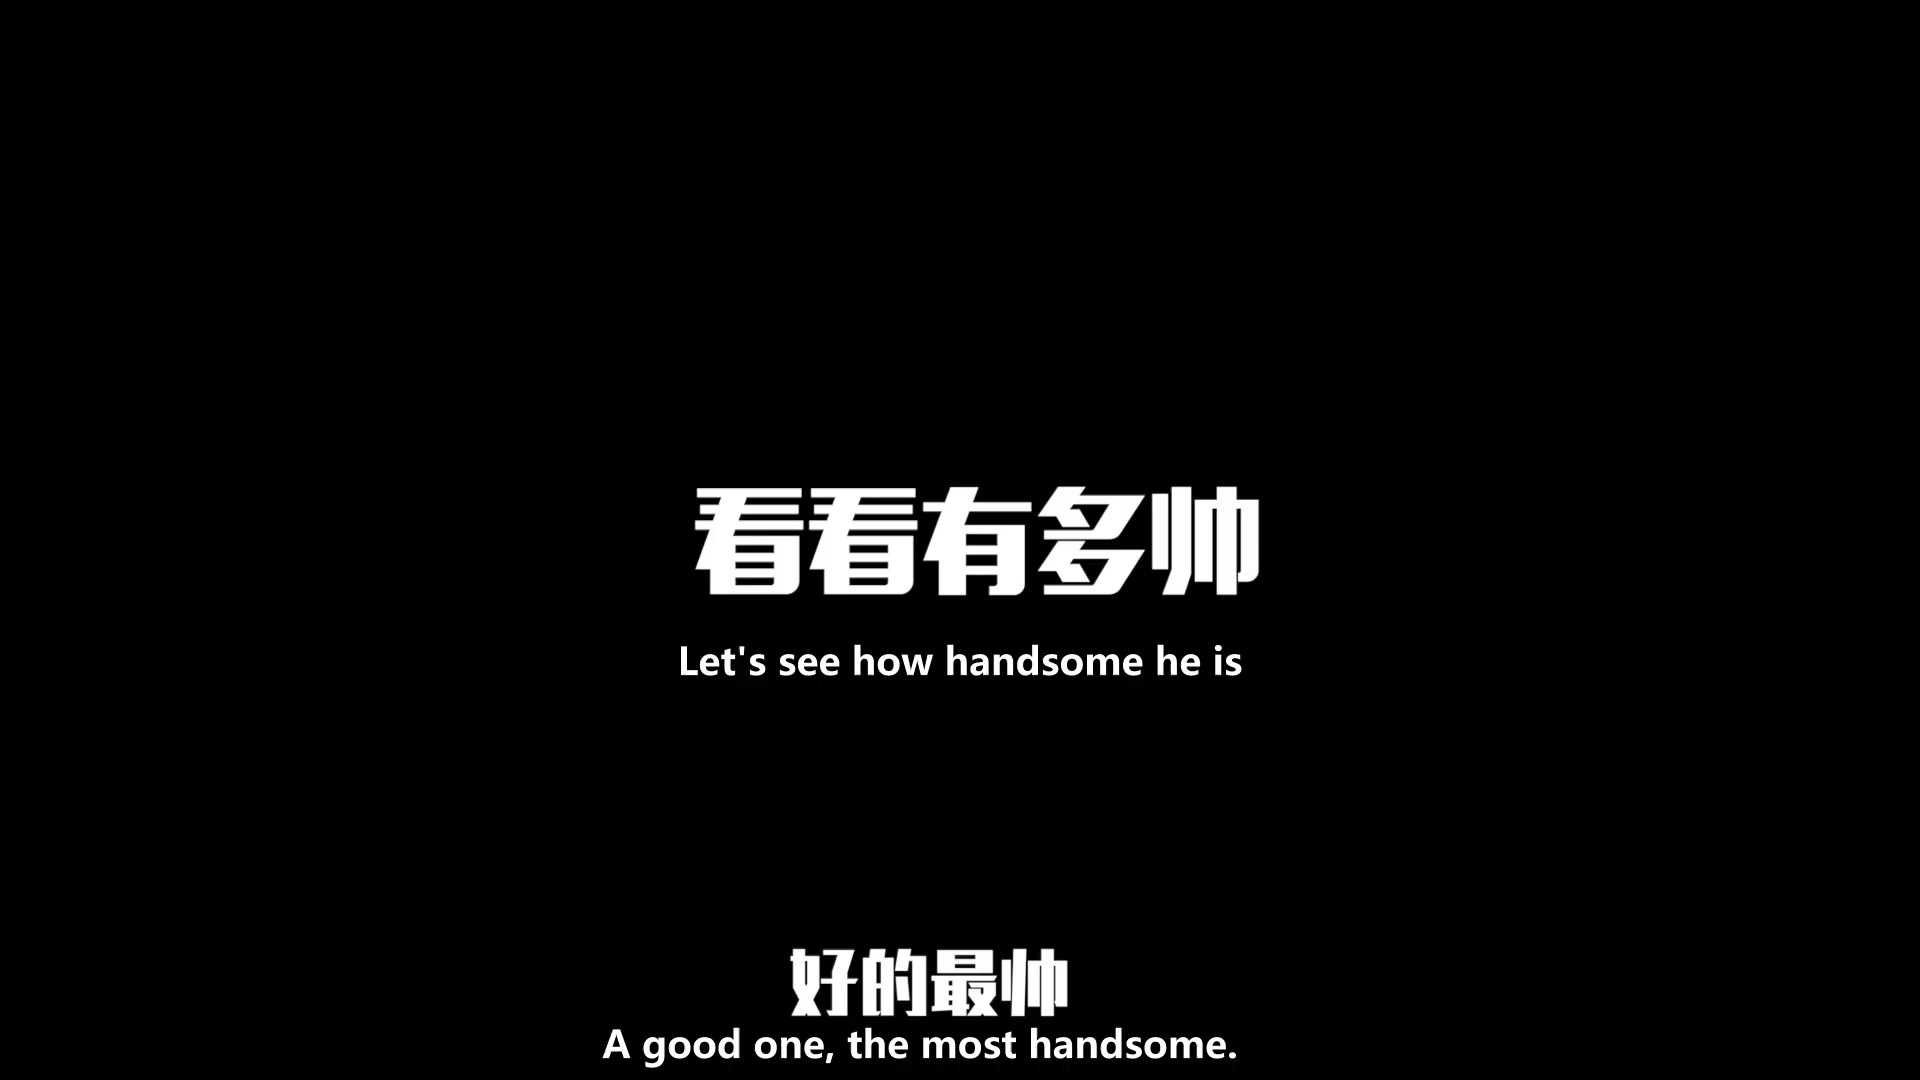 看看有多帅
Let's see how handsome he is
好的最帅
A good one, the most handsome.